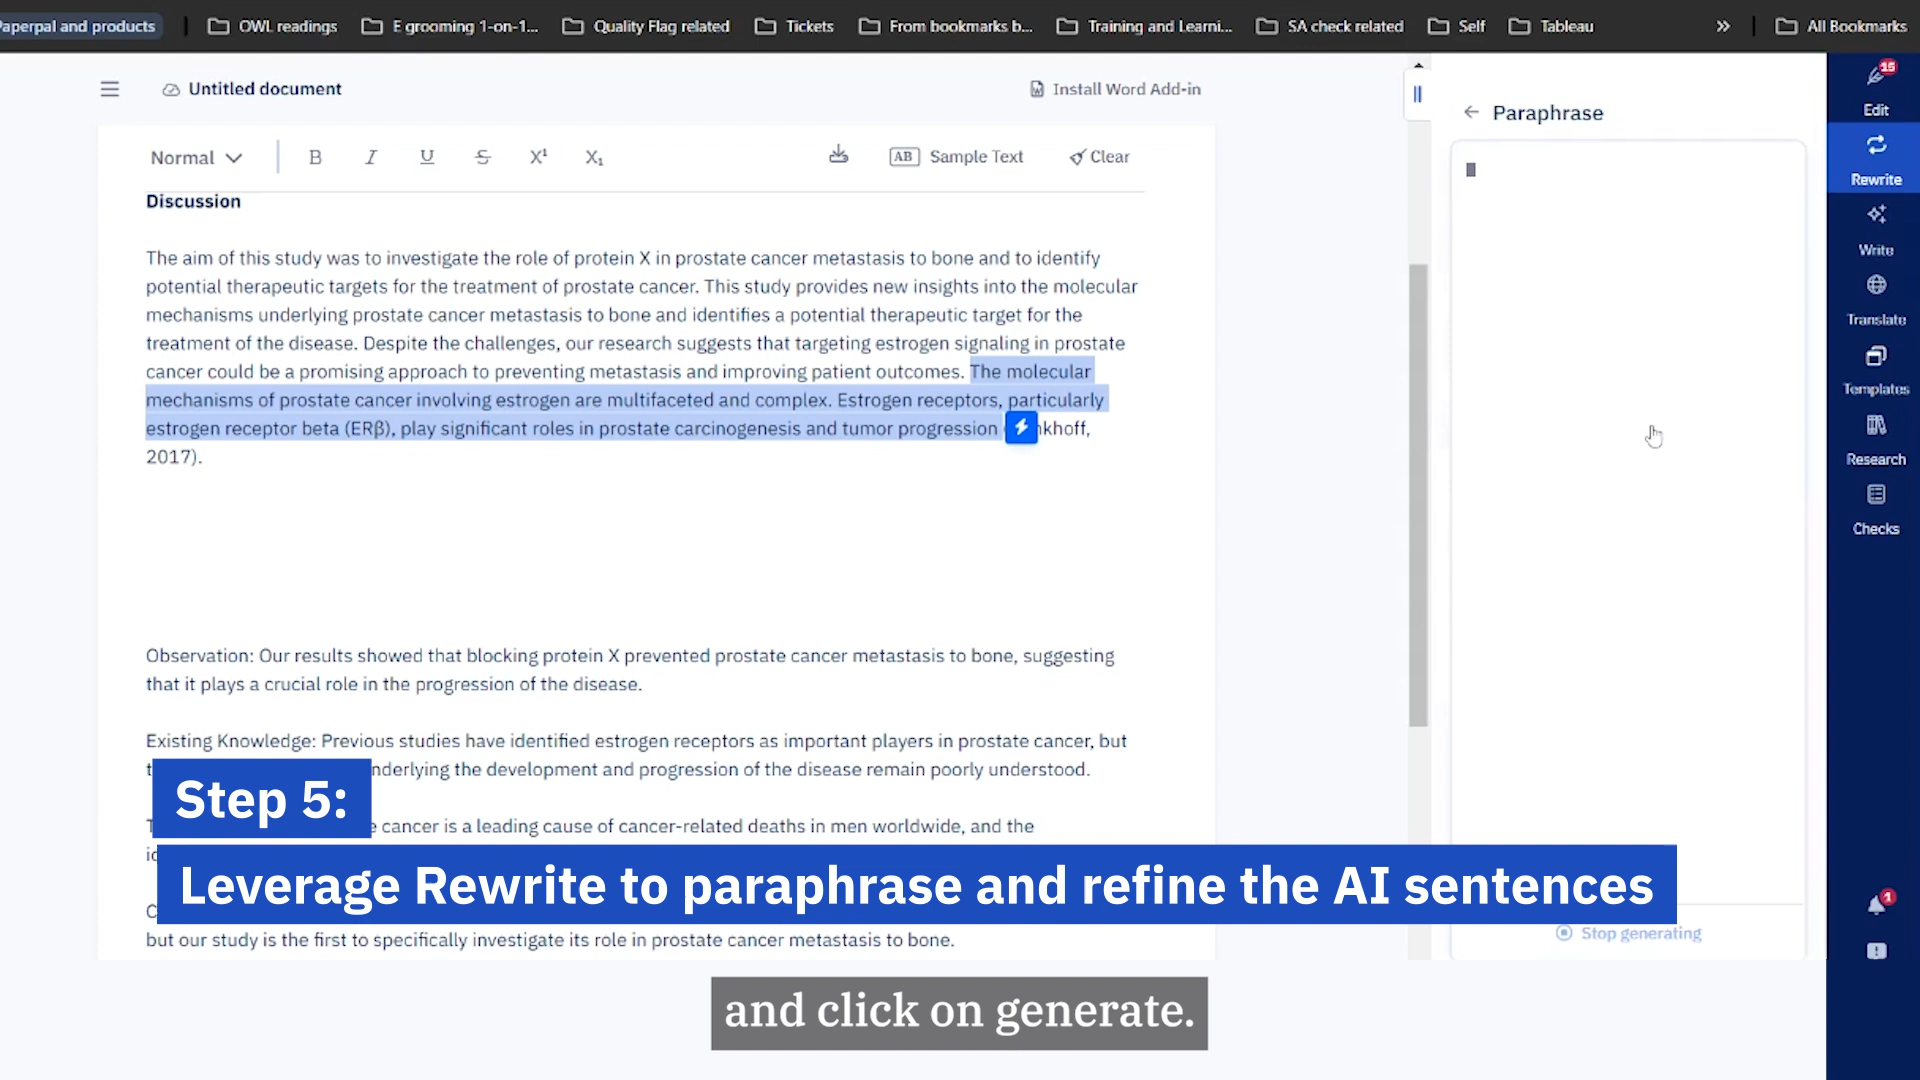 Paperpal and products
OWL readings
E grooming 1-on-1...
Quality Flag related
Tickets
From bookmarks b...
Training and Learni...
SA check related
Self
Tableau
All Bookmarks
Untitled document
Install Word Add-in
Normal
B
I
U
S
X¹
X₁
AB Sample Text
Clear
Discussion
The aim of this study was to investigate the role of protein X in prostate cancer metastasis to bone and to identify
potential therapeutic targets for the treatment of prostate cancer. This study provides new insights into the molecular
mechanisms underlying prostate cancer metastasis to bone and identifies a potential therapeutic target for the
treatment of the disease. Despite the challenges, our research suggests that targeting estrogen signaling in prostate
cancer could be a promising approach to preventing metastasis and improving patient outcomes. The molecular
mechanisms of prostate cancer involving estrogen are multifaceted and complex. Estrogen receptors, particularly
estrogen receptor beta (ERβ), play significant roles in prostate carcinogenesis and tumor progression khoff,
2017).
Observation: Our results showed that blocking protein X prevented prostate cancer metastasis to bone, suggesting
that it plays a crucial role in the progression of the disease.
Existing Knowledge: Previous studies have identified estrogen receptors as important players in prostate cancer, but
nderlying the development and progression of the disease remain poorly understood.
cancer is a leading cause of cancer-related deaths in men worldwide, and the
but our study is the first to specifically investigate its role in prostate cancer metastasis to bone.
Step 5:
Leverage Rewrite to paraphrase and refine the AI sentences
and click on generate.
Paraphrase
Stop generating
15
Edit
Rewrite
Write
Translate
Templates
Research
Checks
1